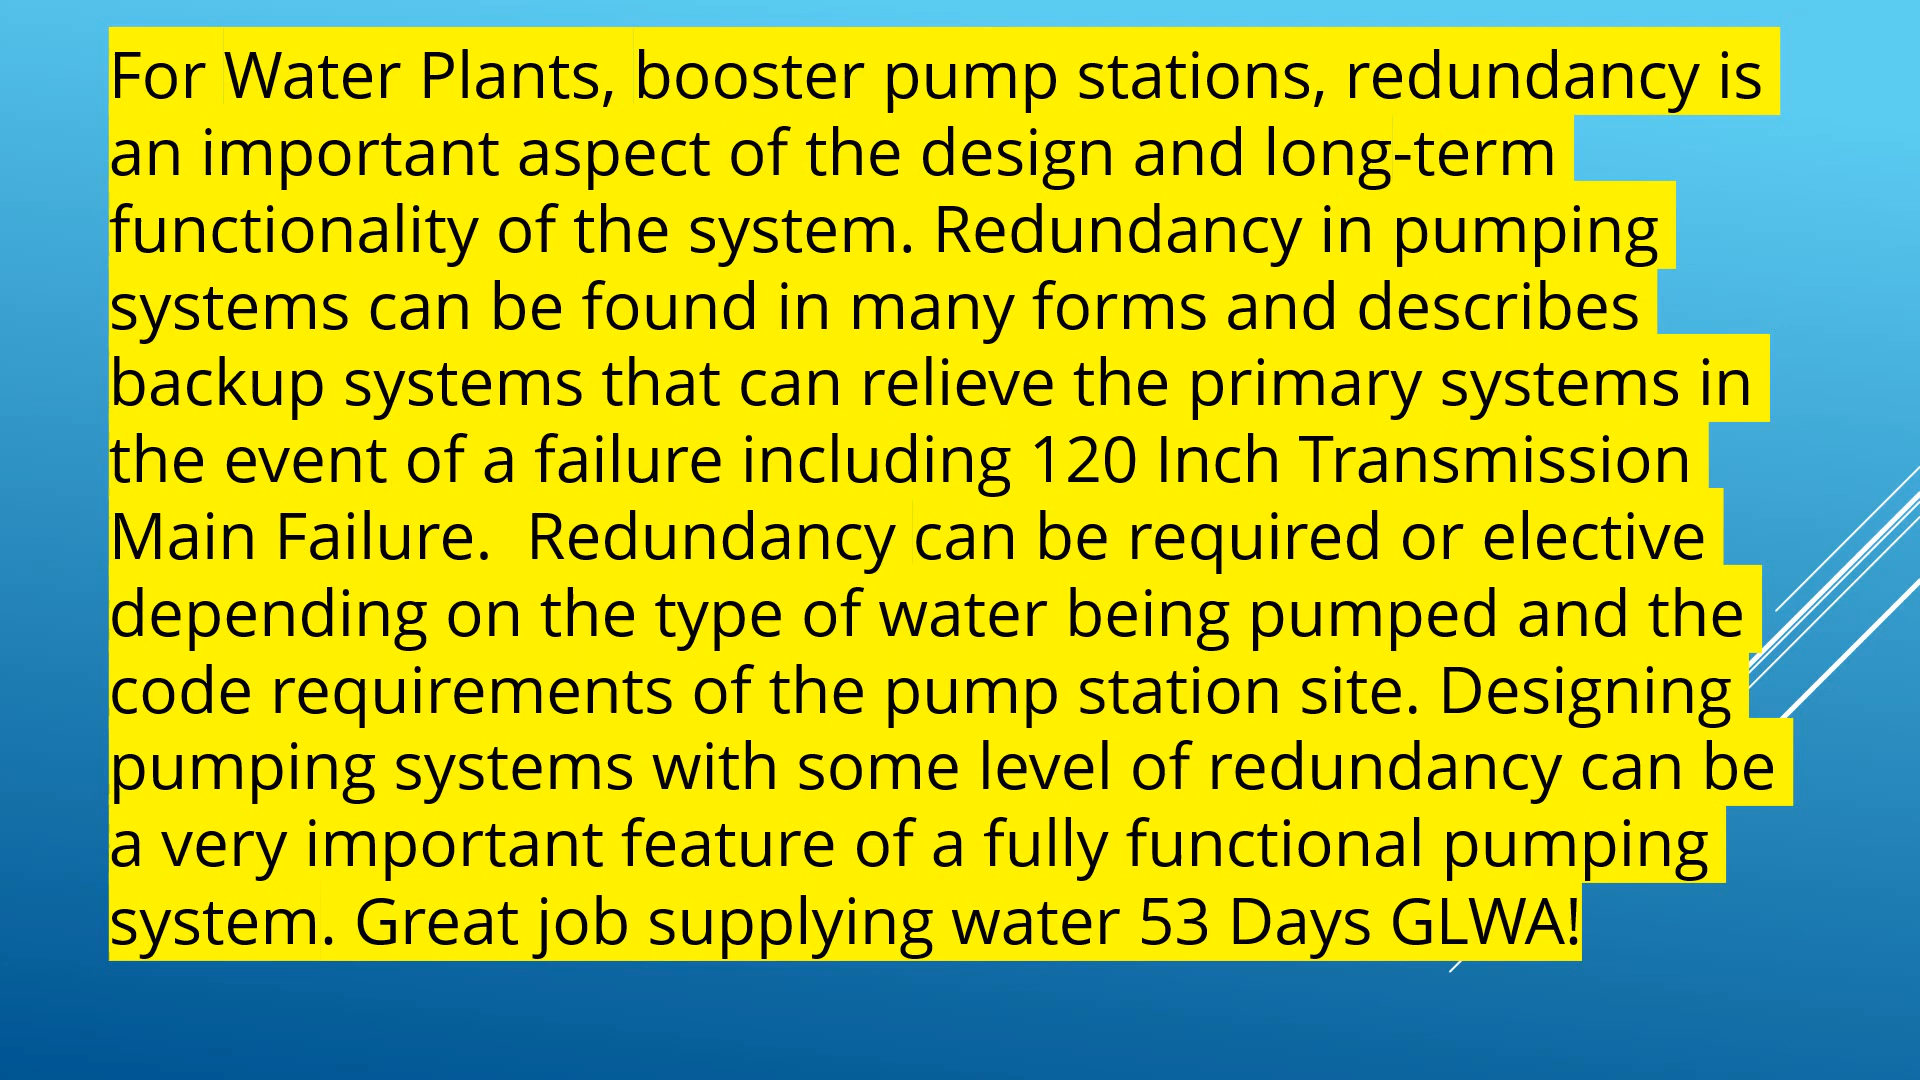 For Water Plants, booster pump stations, redundancy is
an important aspect of the design and long-term
functionality of the system. Redundancy in pumping
systems can be found in many forms and describes
backup systems that can relieve the primary systems in
the event of a failure including 120 Inch Transmission
Main Failure.  Redundancy can be required or elective
depending on the type of water being pumped and the
code requirements of the pump station site. Designing
pumping systems with some level of redundancy can be
a very important feature of a fully functional pumping
system. Great job supplying water 53 Days GLWA!